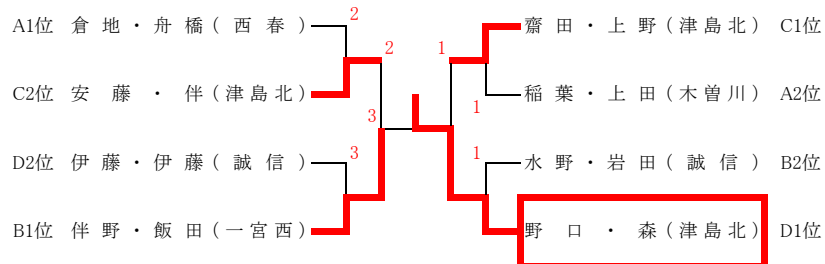 A1位 倉 地・舟 橋( 西 春 )
2
C2位 安 藤 ・ 伴(津島北)
2
D2位 伊 藤・伊 藤( 誠 信 )
3
B1位 伴 野・飯 田(一宮西)
3
1
齋 田・上 野(津島北) C1位
1
稲 葉・上 田(木曽川) A2位
1
水 野・岩 田( 誠 信 ) B2位
野 口 ・ 森(津島北) D1位